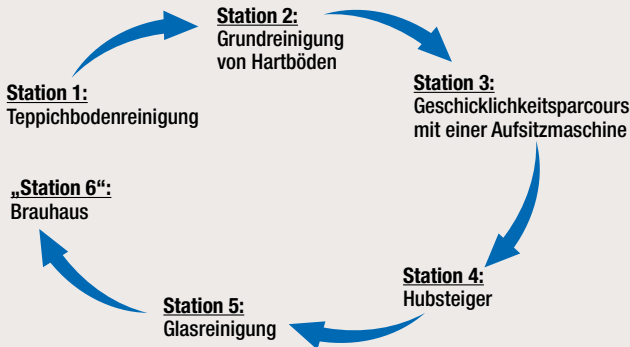 Station 1:
Teppichbodenreinigung
Station 2:
Grundreinigung
von Hartböden
Station 3:
Geschicklichkeitsparcours
mit einer Aufsitzmaschine
Station 4:
Hubsteiger
Station 5:
Glasreinigung
„Station 6“:
Brauhaus